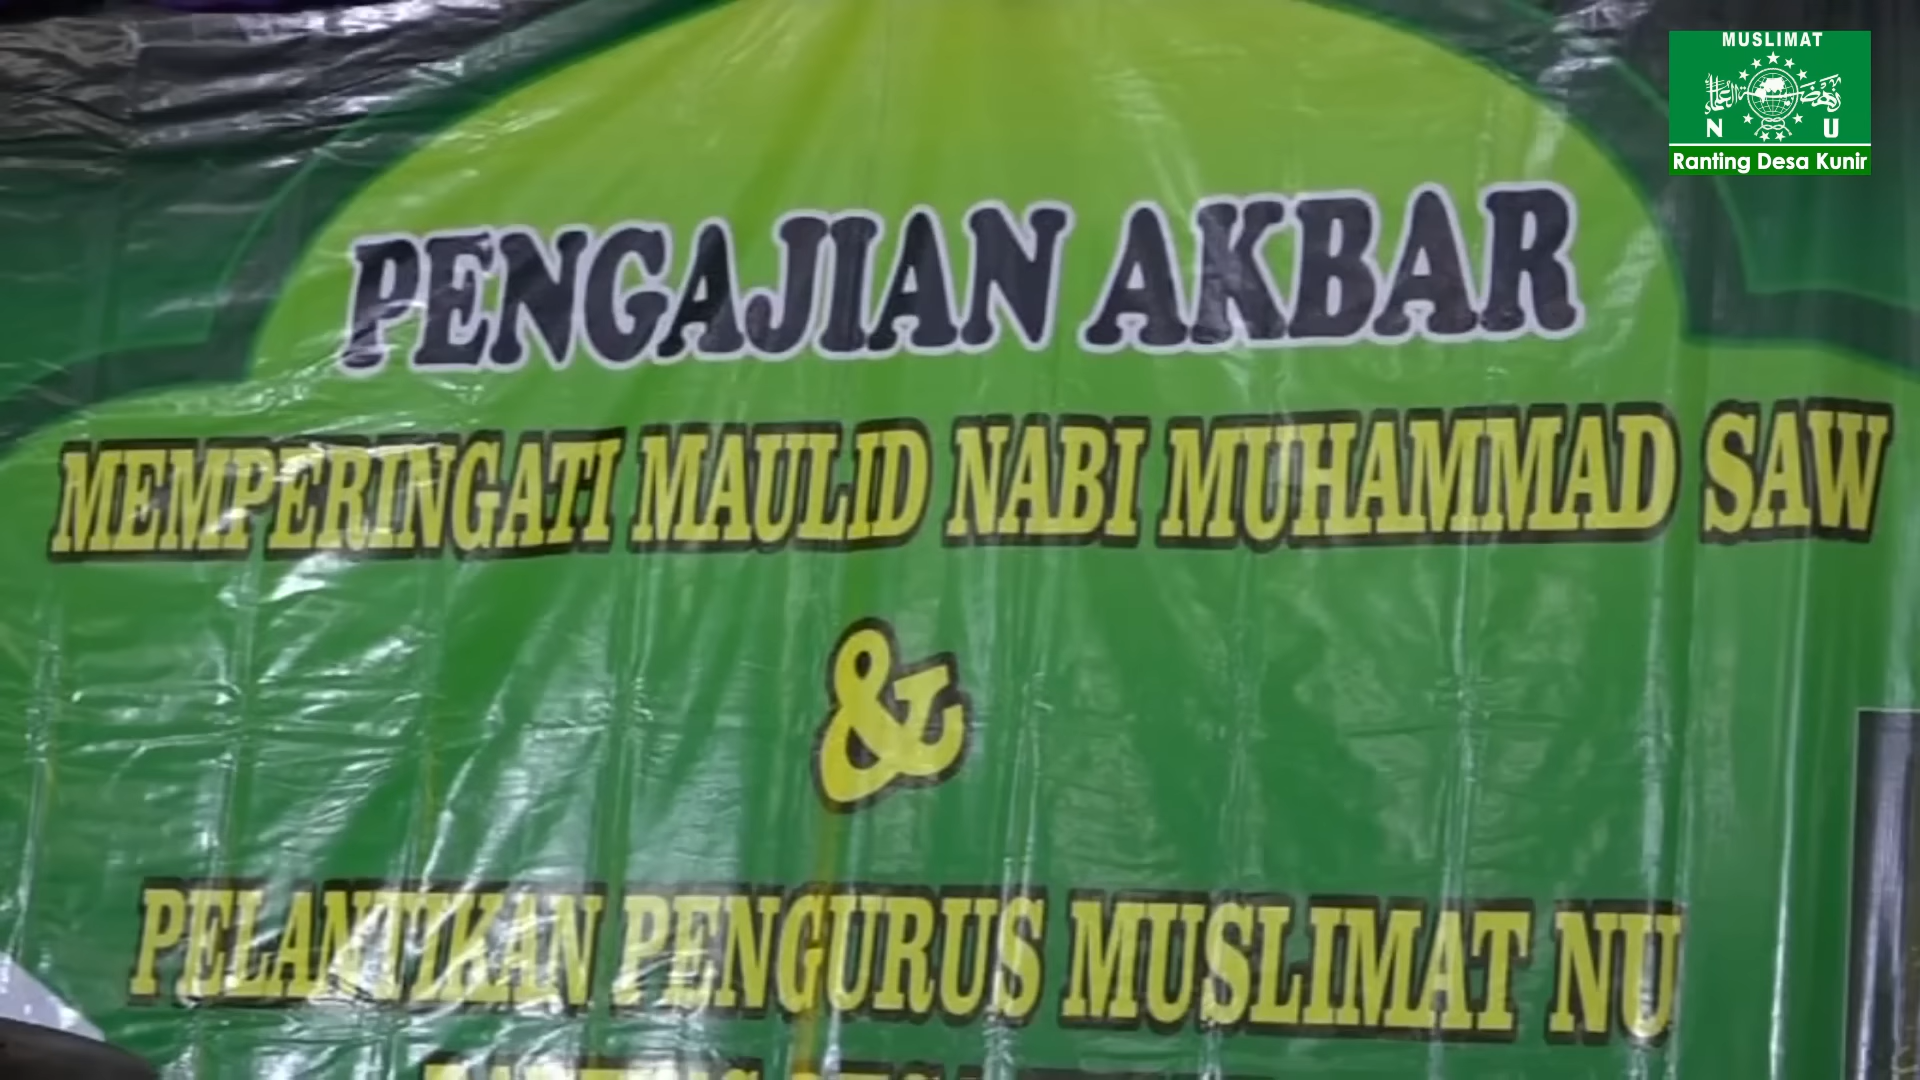 MUSLIMAT
N U
Ranting Desa Kunir
PENGAJIAN AKBAR
MEMPERINGATI MAULID NABI MUHAMMAD SAW
&
PELANTIKAN PENGURUS MUSLIMAT NU